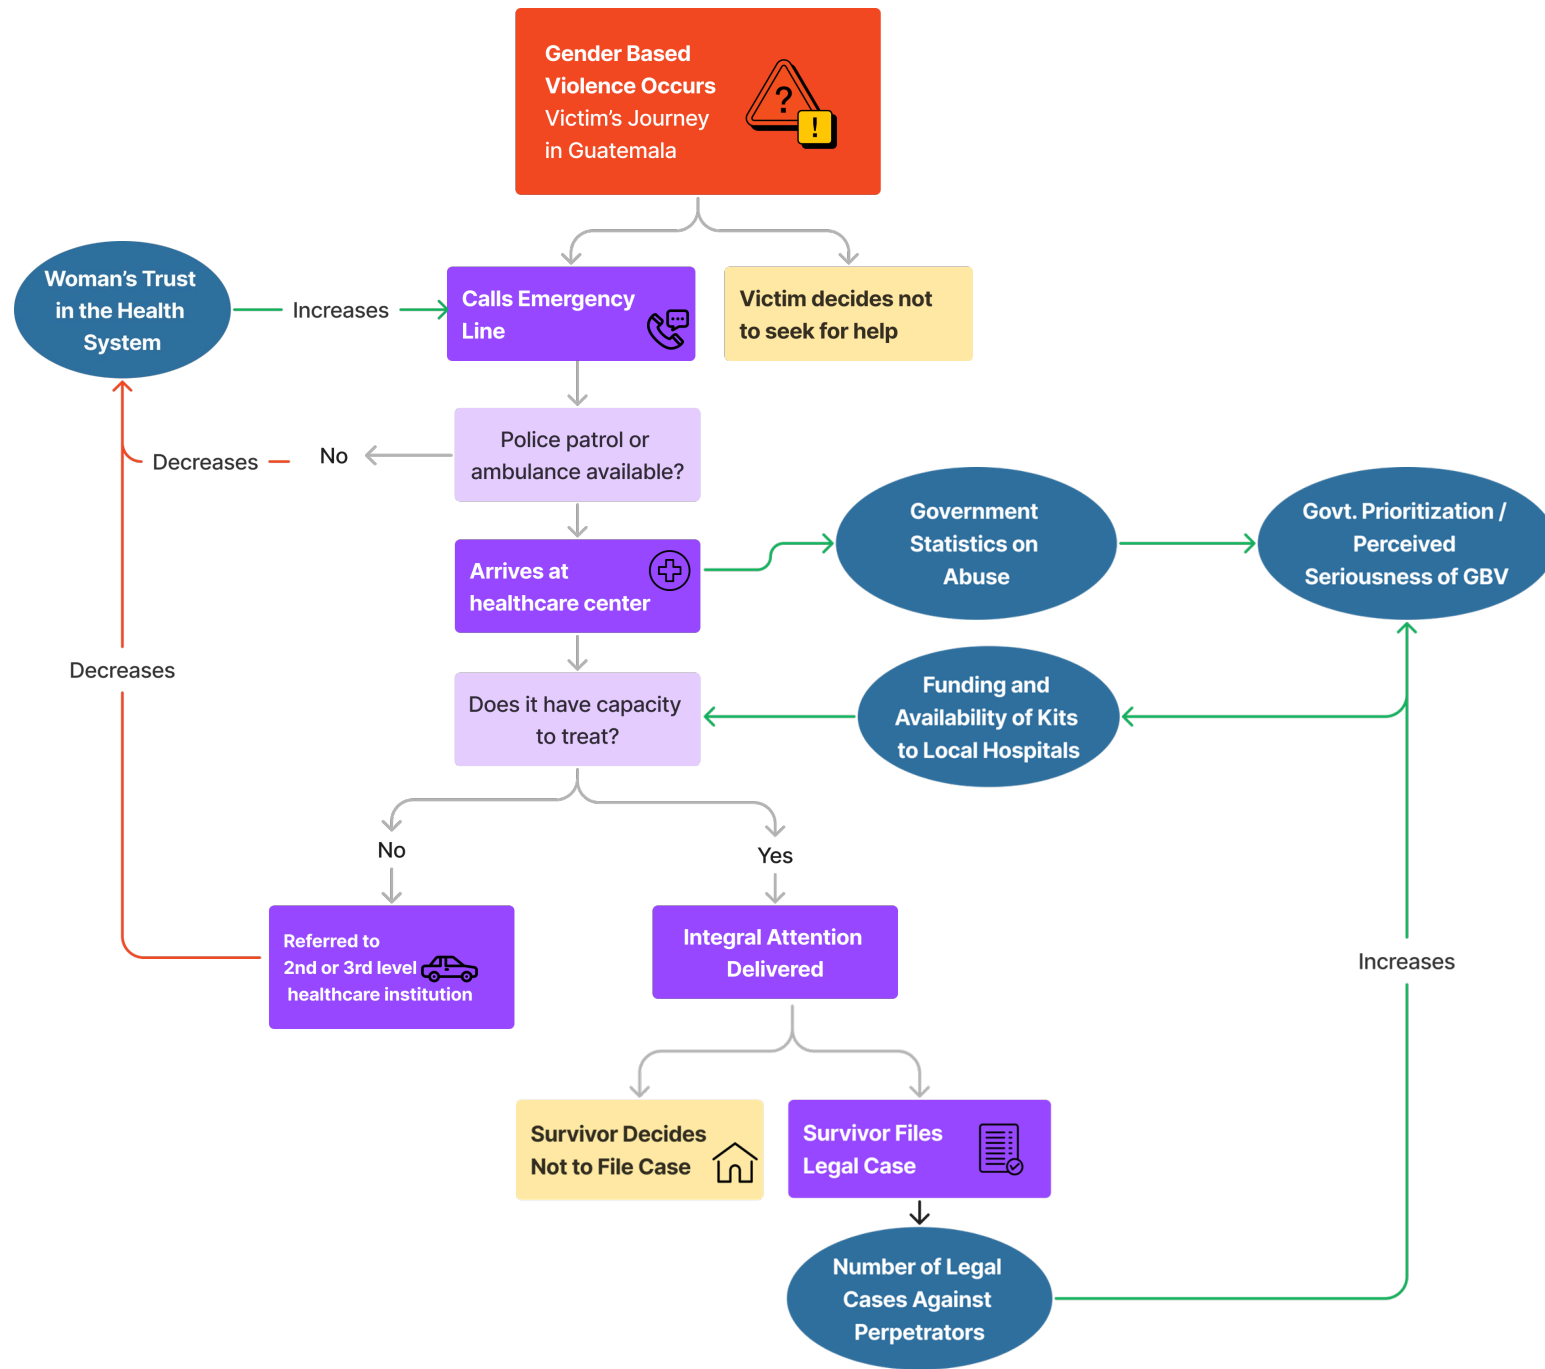 Gender Based
Violence Occurs
Victim's Journey
in Guatemala
?
!
Woman's Trust
in the Health
System
Increases
Calls Emergency
Line
Victim decides not
to seek for help
Police patrol or
ambulance available?
No
Decreases
Arrives at
healthcare center
Government
Statistics on
Abuse
Govt. Prioritization /
Perceived
Seriousness of GBV
Decreases
Does it have capacity
to treat?
Funding and
Availability of Kits
to Local Hospitals
No
Yes
Referred to
2nd or 3rd level
healthcare institution
Integral Attention
Delivered
Increases
Survivor Decides
Not to File Case
Survivor Files
Legal Case
Number of Legal
Cases Against
Perpetrators